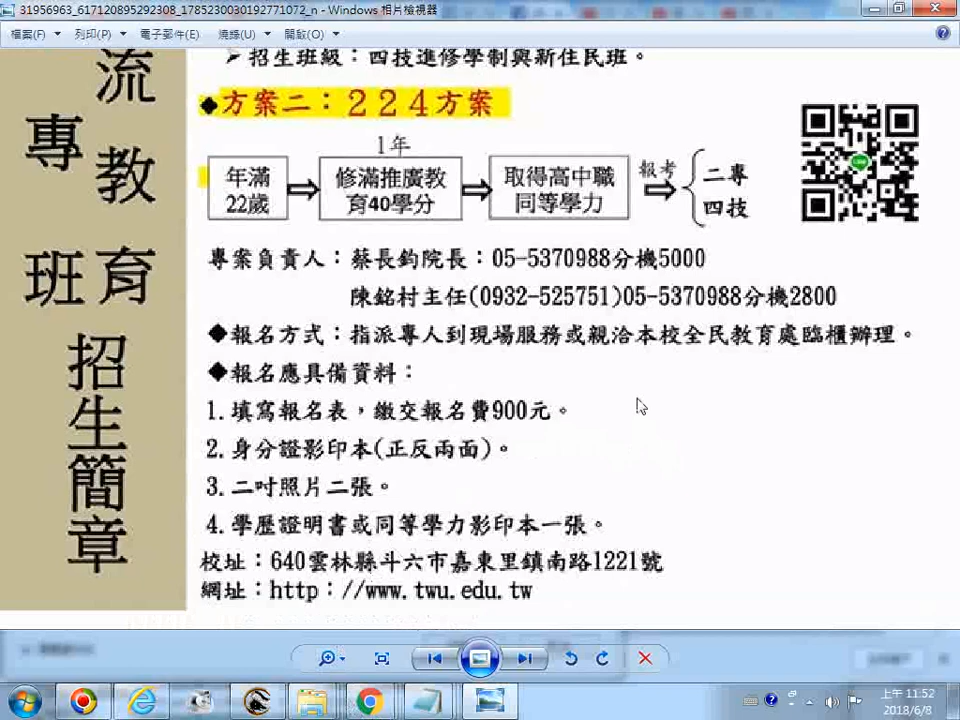 31956963_617120895292308_1785230030192771072_n - Windows 相片檢視器
檔案(F) 列印(P) 電子郵件(E) 燒錄(U) 開啟(O)
流教育專班招生簡章
➢ 招生班級：四技進修學制與新住民班。
◆方案二：２２４方案
1年
年滿22歲
修滿推廣教育40學分
取得高中職同等學力
報考
二專
四技
LINE
專案負責人：蔡長鈞院長：05-5370988分機5000
陳銘村主任(0932-525751)05-5370988分機2800
◆報名方式：指派專人到現場服務或親洽本校全民教育處臨櫃辦理。
◆報名應具備資料：
1.填寫報名表，繳交報名費900元。
2.身分證影印本(正反兩面)。
3.二吋照片二張。
4.學歷證明書或同等學力影印本一張。
校址：640雲林縣斗六市嘉東里鎮南路1221號
網址：http：//www.twu.edu.tw
上午 11:52
2018/6/8